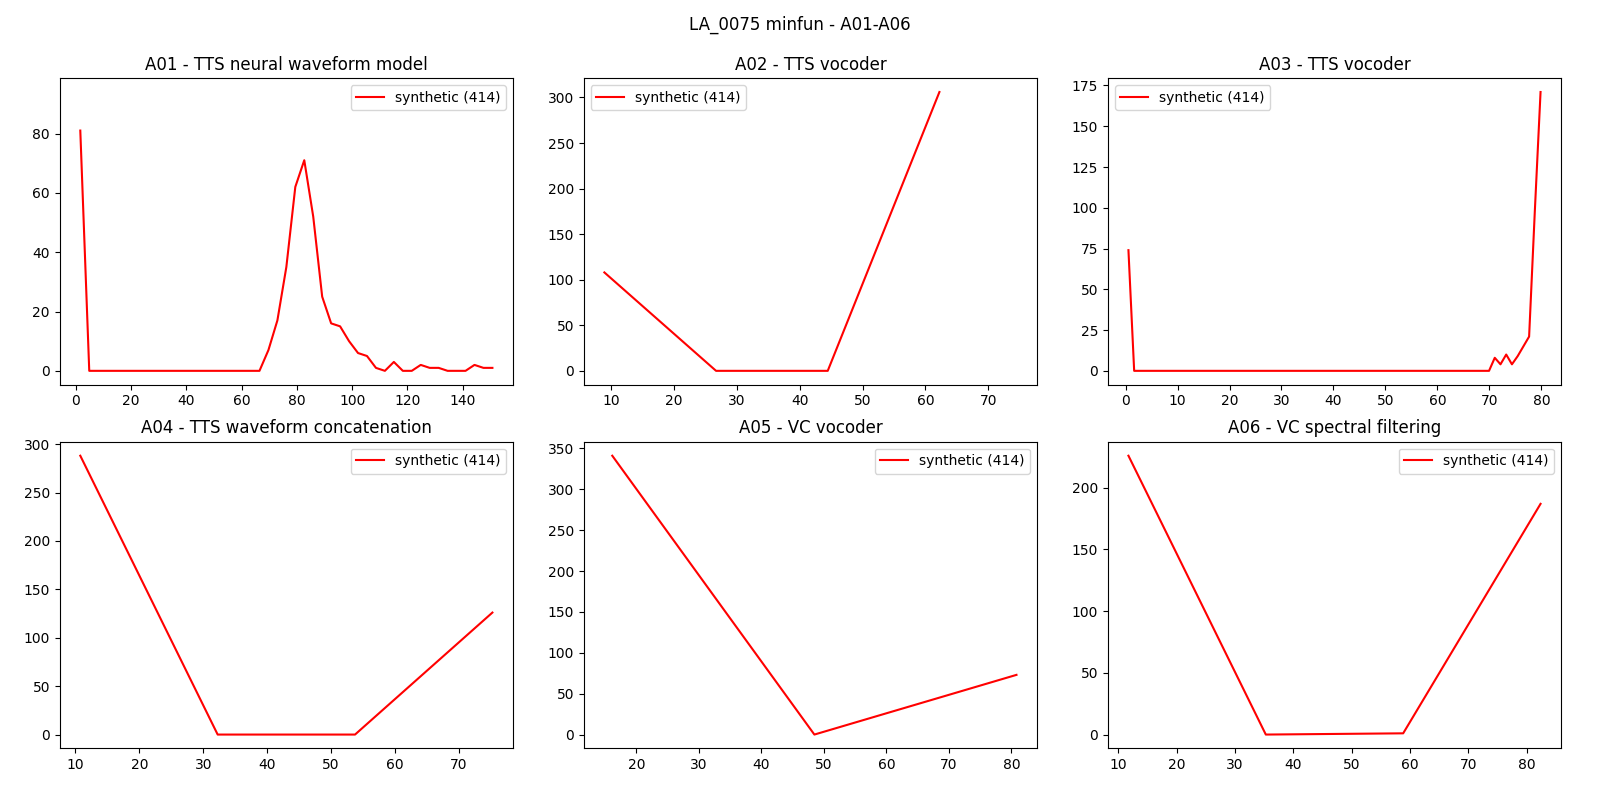 LA_0075 minfun - A01-A06
A01 - TTS neural waveform model
synthetic (414)
80
60
40
20
0
0 20 40 60 80 100 120 140
A02 - TTS vocoder
synthetic (414)
300
250
200
150
100
50
0
10 20 30 40 50 60 70
A03 - TTS vocoder
synthetic (414)
175
150
125
100
75
50
25
0
0 10 20 30 40 50 60 70 80
A04 - TTS waveform concatenation
synthetic (414)
300
250
200
150
100
50
0
10 20 30 40 50 60 70
A05 - VC vocoder
synthetic (414)
350
300
250
200
150
100
50
0
20 30 40 50 60 70 80
A06 - VC spectral filtering
synthetic (414)
200
150
100
50
0
10 20 30 40 50 60 70 80